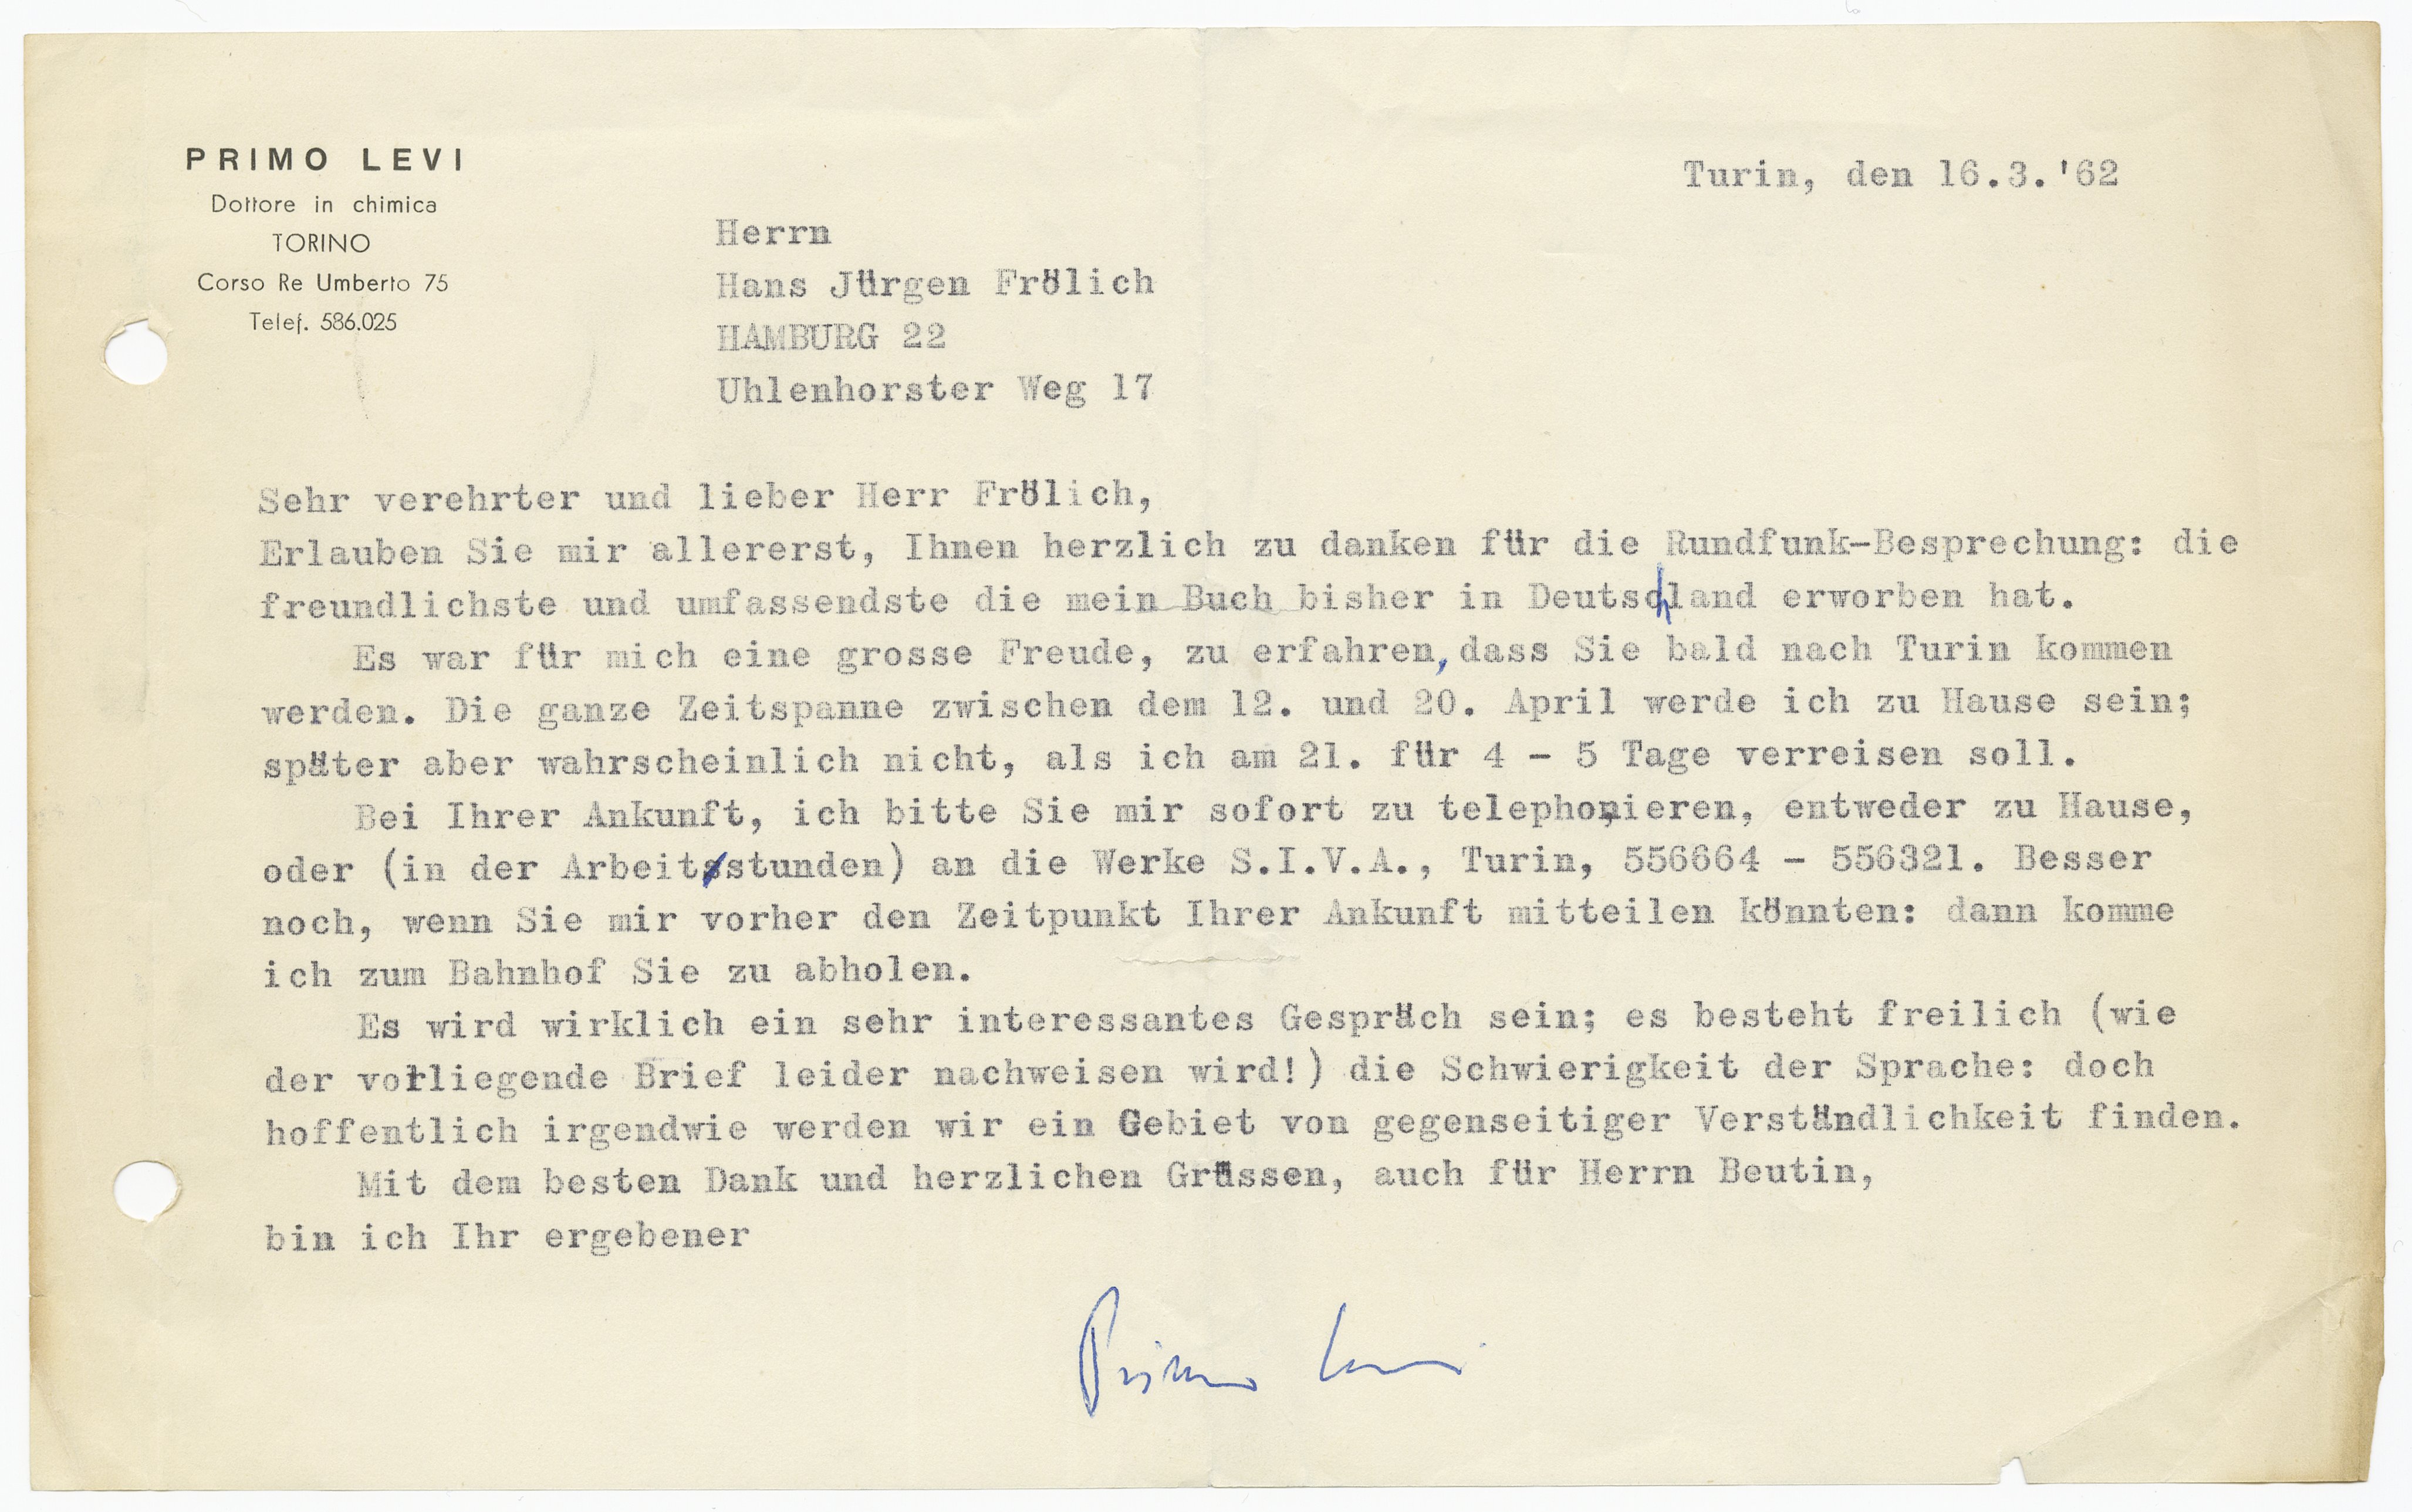 PRIMO LEVI
Dottore in chimica
TORINO
Corso Re Umberto 75
Telef. 586.025
Turin, den 16.3.'62
Herrn
Hans Jürgen Frölich
HAMBURG 22
Uhlenhorster Weg 17
Sehr verehrter und lieber Herr Frölich,
Erlauben Sie mir allererst, Ihnen herzlich zu danken für die Rundfunk-Besprechung: die
freundlichste und umfassendste die mein Buch bisher in Deutschland erworben hat.
Es war für mich eine grosse Freude, zu erfahren, dass Sie bald nach Turin kommen
werden. Die ganze Zeitspanne zwischen dem 12. und 20. April werde ich zu Hause sein;
später aber wahrscheinlich nicht, als ich am 21. für 4 - 5 Tage verreisen soll.
Bei Ihrer Ankunft, ich bitte Sie mir sofort zu telephonieren, entweder zu Hause,
oder (in der Arbeitsstunden) an die Werke S.I.V.A., Turin, 556664 - 556321. Besser
noch, wenn Sie mir vorher den Zeitpunkt Ihrer Ankunft mitteilen könnten: dann komme
ich zum Bahnhof Sie zu abholen.
Es wird wirklich ein sehr interessantes Gespräch sein; es besteht freilich (wie
der vorliegende Brief leider nachweisen wird!) die Schwierigkeit der Sprache: doch
hoffentlich irgendwie werden wir ein Gebiet von gegenseitiger Verständlichkeit finden.
Mit dem besten Dank und herzlichen Grüssen, auch für Herrn Beutin,
bin ich Ihr ergebener
Primo Levi